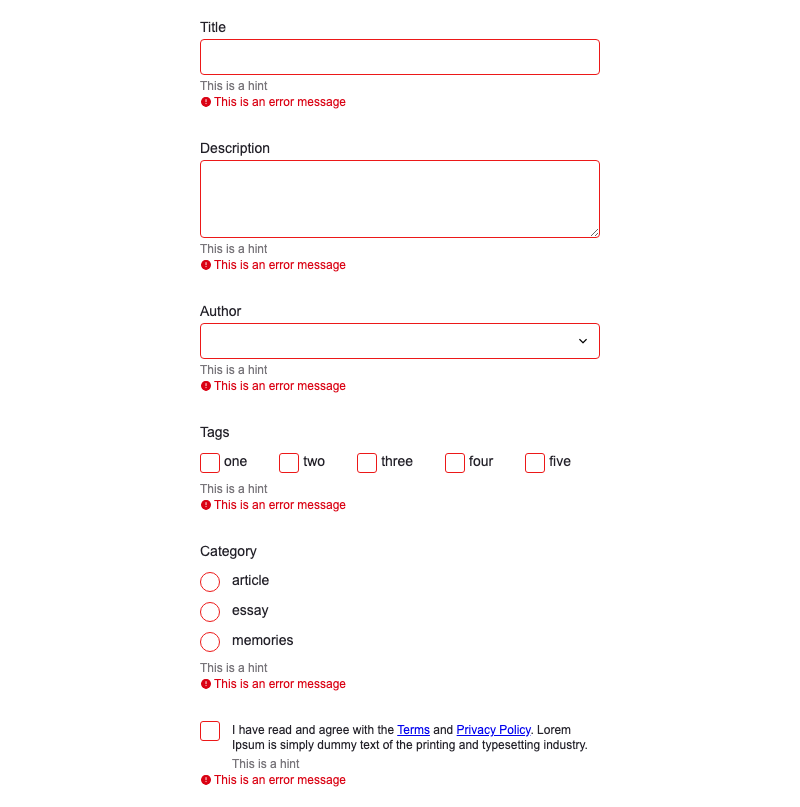 Title
This is a hint
This is an error message
Description
This is a hint
This is an error message
Author
This is a hint
This is an error message
Tags
one two three four five
This is a hint
This is an error message
Category
article
essay
memories
This is a hint
This is an error message
I have read and agree with the Terms and Privacy Policy. Lorem
Ipsum is simply dummy text of the printing and typesetting industry.
This is a hint
This is an error message